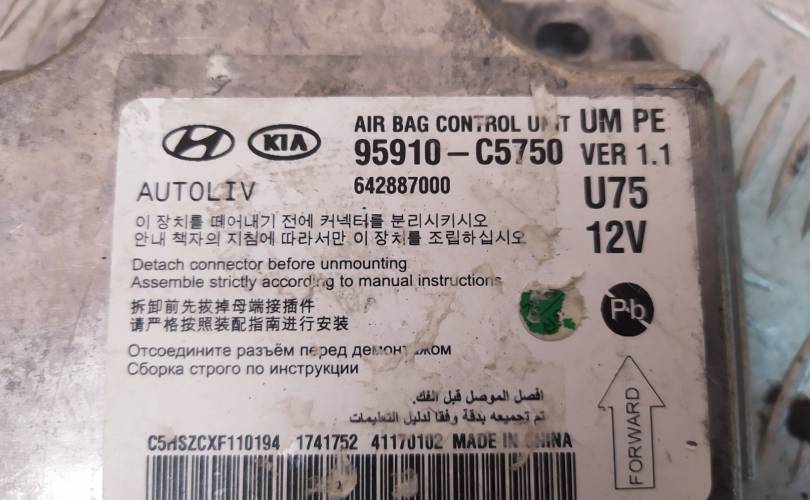 KIA
AIR BAG CONTROL UNIT UM PE
95910-C5750 VER 1.1
AUTOLIV 642887000 U75
12V
이 장치를 떼어내기 전에 커넥터를 분리시키시오
안내 책자의 지침에 따라서만 이 장치를 조립하십시오
Detach connector before unmounting
Assemble strictly according to manual instructions
拆卸前先拔掉母端接插件
请严格按照装配指南进行安装
Pb
Отсоедините разъём перед демонтажом
Сборка строго по инструкции
افصل الموصل قبل الفك.
تم تجميعه بدقة وفقا لدليل التعليمات
FORWARD
C5HSZCXF110194 1741752 41170102 MADE IN CHINA